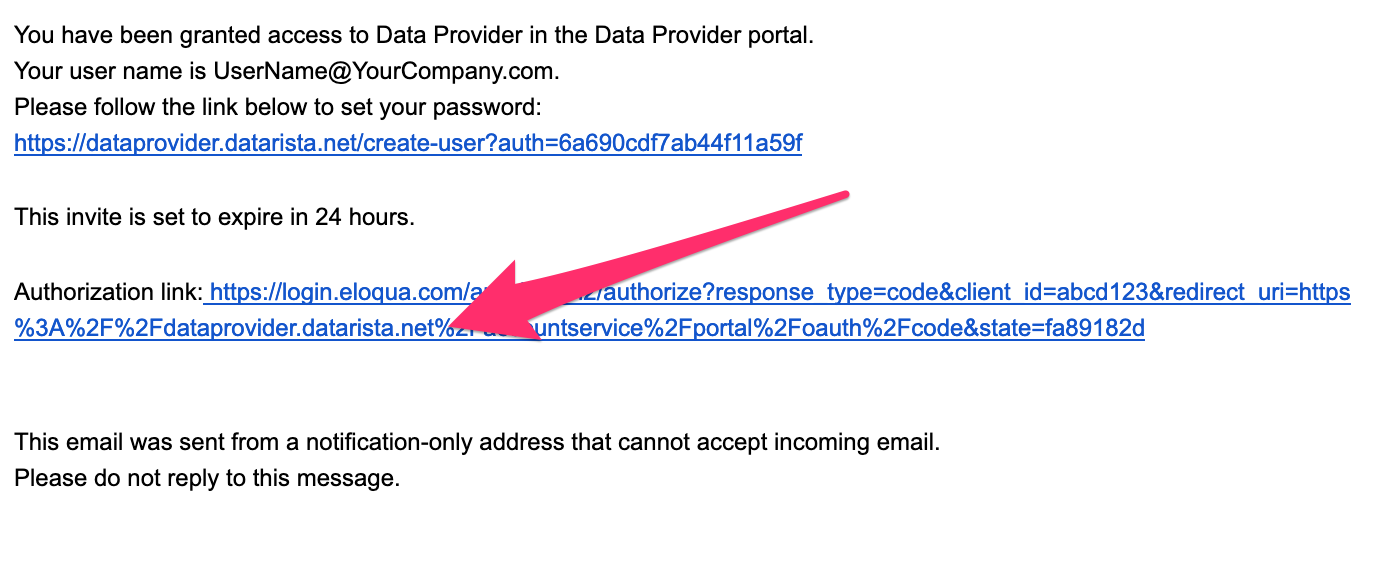 You have been granted access to Data Provider in the Data Provider portal.
Your user name is UserName@YourCompany.com.
Please follow the link below to set your password:
https://dataprovider.datarista.net/create-user?auth=6a690cdf7ab44f11a59f
This invite is set to expire in 24 hours.
Authorization link: https://login.eloqua.com/a /authorize?response_type=code&client_id=abcd123&redirect_uri=https
%3A%2F%2Fdataprovider.datarista.net%2 untservice%2Fportal%2Foauth%2Fcode&state=fa89182d
This email was sent from a notification-only address that cannot accept incoming email.
Please do not reply to this message.